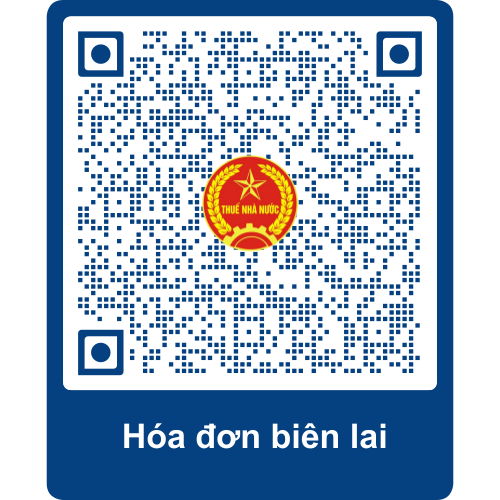 THUẾ NHÀ NƯỚC
Hóa đơn biên lai